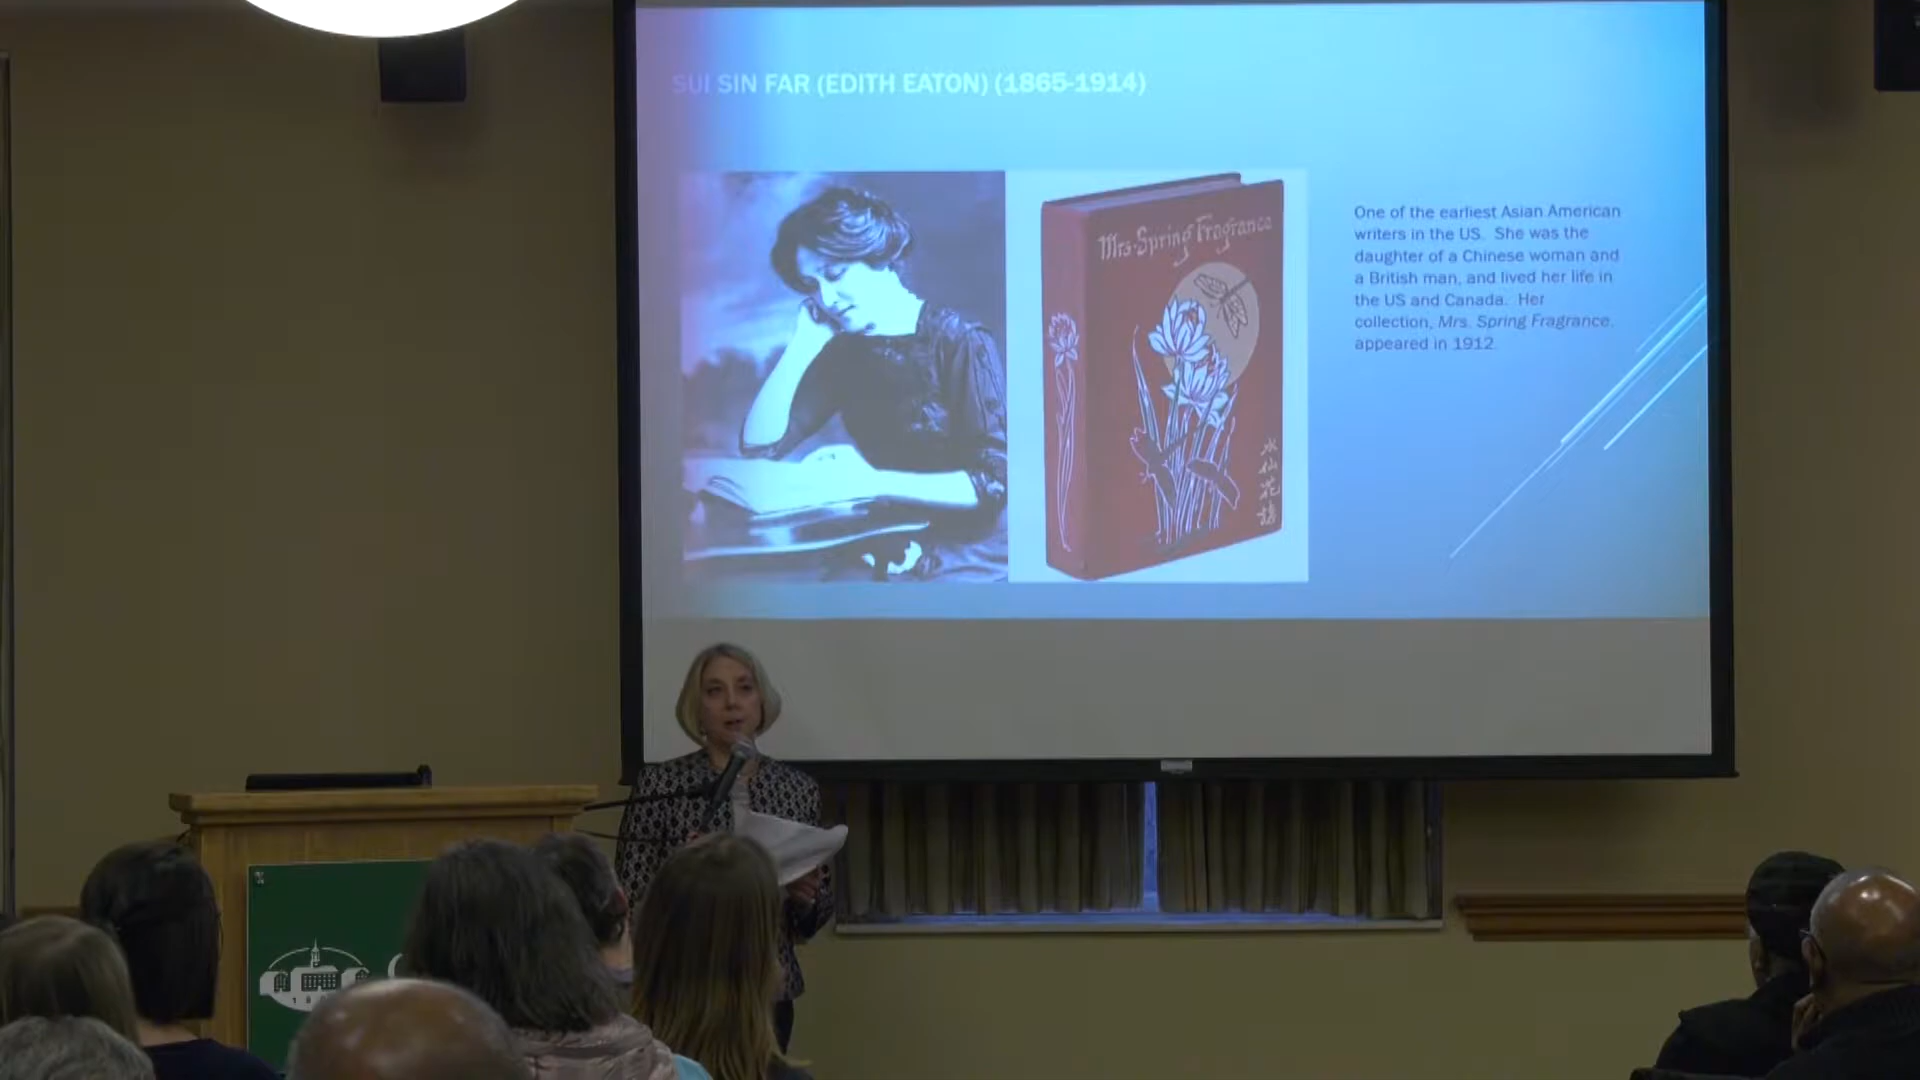 SUI SIN FAR (EDITH EATON) (1865-1914)
Mrs. Spring Fragrance
水仙花
One of the earliest Asian American
writers in the US. She was the
daughter of a Chinese woman and
a British man, and lived her life in
the US and Canada. Her
collection, Mrs. Spring Fragrance,
appeared in 1912.